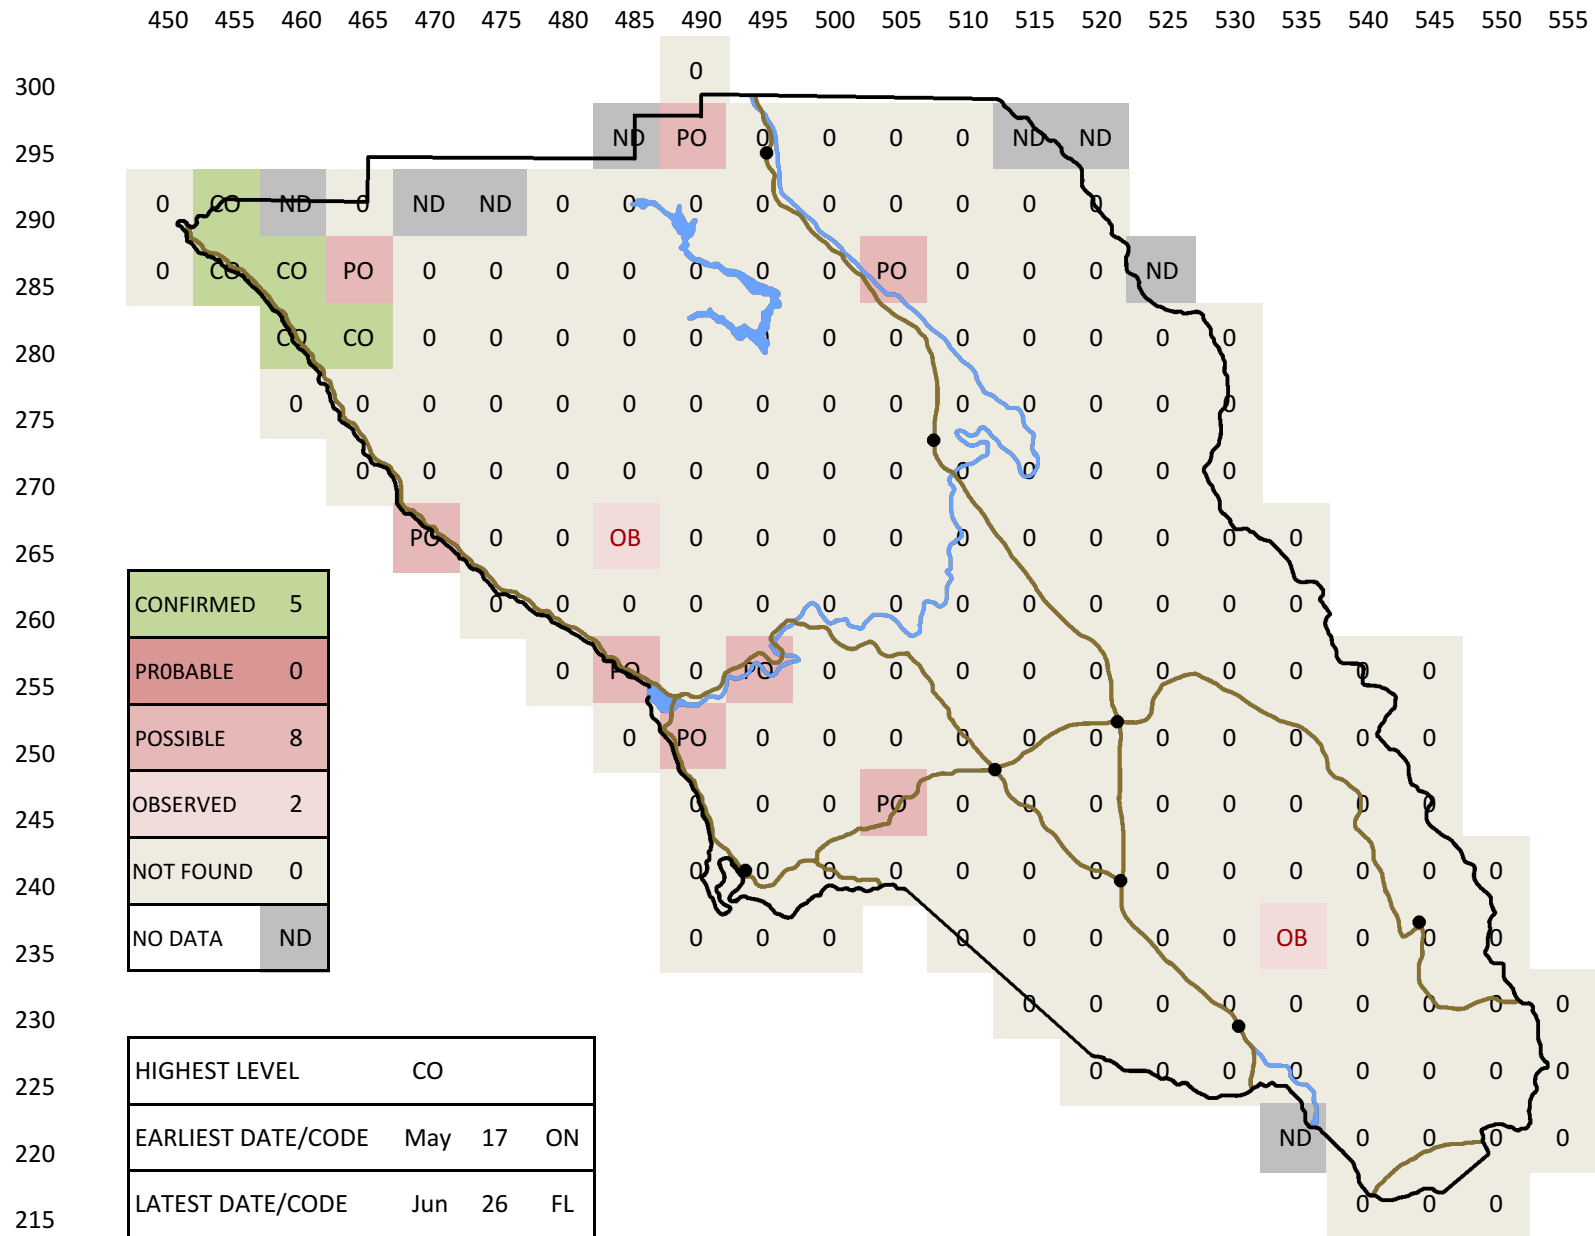 450 455 460 465 470 475 480 485 490 495 500 505 510 515 520 525 530 535 540 545 550 555
300 0
295 ND PO 0 0 0 0 ND ND
290 0 CO ND 0 ND ND 0 0 0 0 0 0 0 0 0
285 0 CO CO PO 0 0 0 0 0 0 0 PO 0 0 0 ND
280 CO CO 0 0 0 0 0 0 0 0 0 0 0 0 0
275 0 0 0 0 0 0 0 0 0 0 0 0 0 0 0
270 0 0 0 0 0 0 0 0 0 0 0 0 0 0
265 PO 0 0 OB 0 0 0 0 0 0 0 0 0 0
260 0 0 0 0 0 0 0 0 0 0 0 0 0
255 0 PO 0 PO 0 0 0 0 0 0 0 0 0 0
250 0 PO 0 0 0 0 0 0 0 0 0 0 0
245 0 0 0 PO 0 0 0 0 0 0 0 0
240 0 0 0 0 0 0 0 0 0 0 0 0 0
235 0 0 0 0 0 0 0 0 OB 0 0 0
230 0 0 0 0 0 0 0 0 0
225 0 0 0 0 0 0 0 0
220 ND 0 0 0 0
215 0 0 0
CONFIRMED 5
PR0BABLE 0
POSSIBLE 8
OBSERVED 2
NOT FOUND 0
NO DATA ND
HIGHEST LEVEL CO
EARLIEST DATE/CODE May 17 ON
LATEST DATE/CODE Jun 26 FL